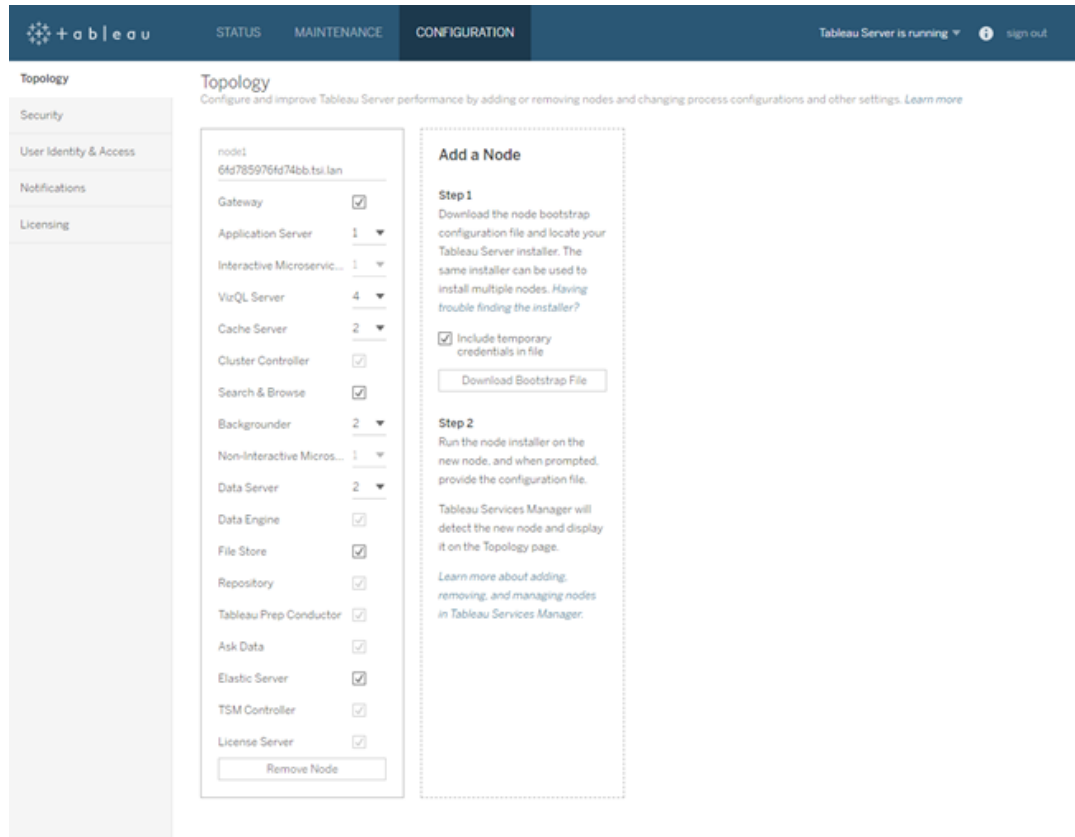 + a b | e a u
STATUS
MAINTENANCE
CONFIGURATION
Tableau Server is running
sign out
Topology
Security
User Identity & Access
Notifications
Licensing
Topology
Configure and improve Tableau Server performance by adding or removing nodes and changing process configurations and other settings. Learn more
node1
6fd785976fd74bb.tsi.lan
Gateway
Application Server 1
Interactive Microservic... 1
VizQL Server 4
Cache Server 2
Cluster Controller
Search & Browse
Backgrounder 2
Non-Interactive Micros... 1
Data Server 2
Data Engine
File Store
Repository
Tableau Prep Conductor
Ask Data
Elastic Server
TSM Controller
License Server
Remove Node
Add a Node
Step 1
Download the node bootstrap
configuration file and locate your
Tableau Server installer. The
same installer can be used to
install multiple nodes. Having
trouble finding the installer?
Include temporary
credentials in file
Download Bootstrap File
Step 2
Run the node installer on the
new node, and when prompted,
provide the configuration file.
Tableau Services Manager will
detect the new node and display
it on the Topology page.
Learn more about adding,
removing, and managing nodes
in Tableau Services Manager.